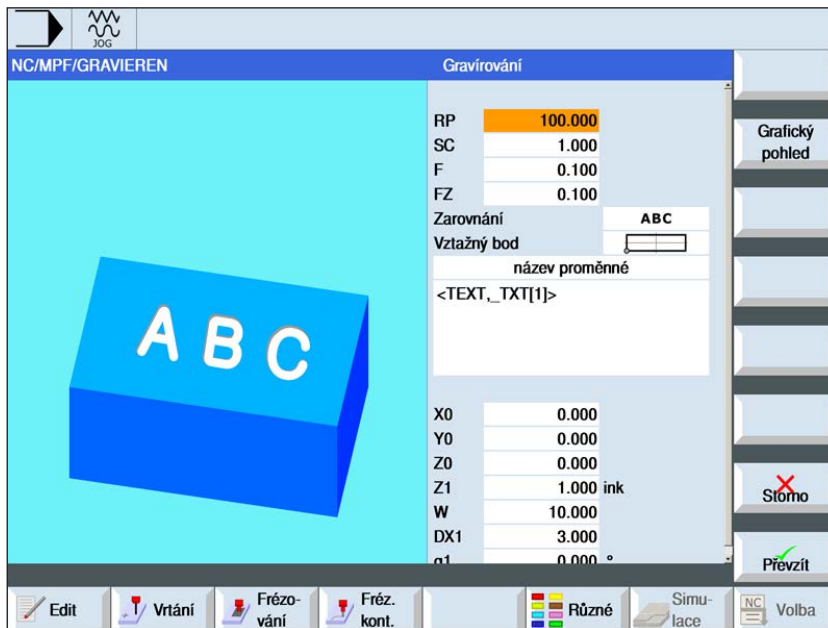 JOG
NC/MPF/GRAVIEREN
Gravírování
RP 100.000
SC 1.000
F 0.100
FZ 0.100
Zarovnání ABC
Vztažný bod
název proměnné
<TEXT,_TXT[1]>
X0 0.000
Y0 0.000
Z0 0.000
Z1 1.000 ink
W 10.000
DX1 3.000
α1 0.000 °
ABC
Grafický
pohled
Storno
Převzít
Edit
Vrtání
Frézo-
vání
Fréz.
kont.
Různé
Simu-
lace
NC
Volba